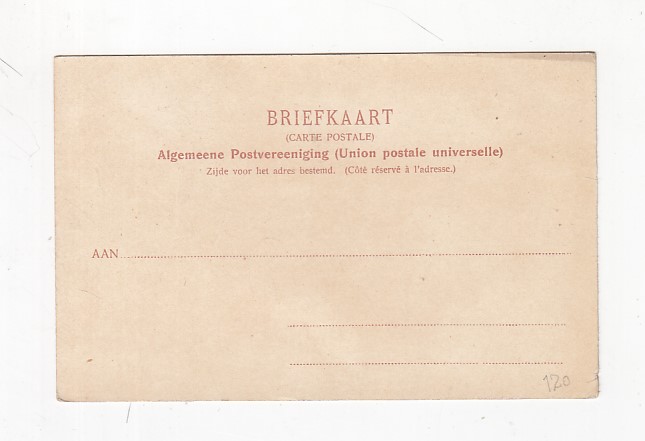 BRIEFKAART
(CARTE POSTALE)
Algemeene Postvereeniging (Union postale universelle)
Zijde voor het adres bestemd. (Côté réservé à l'adresse.)
AAN
120